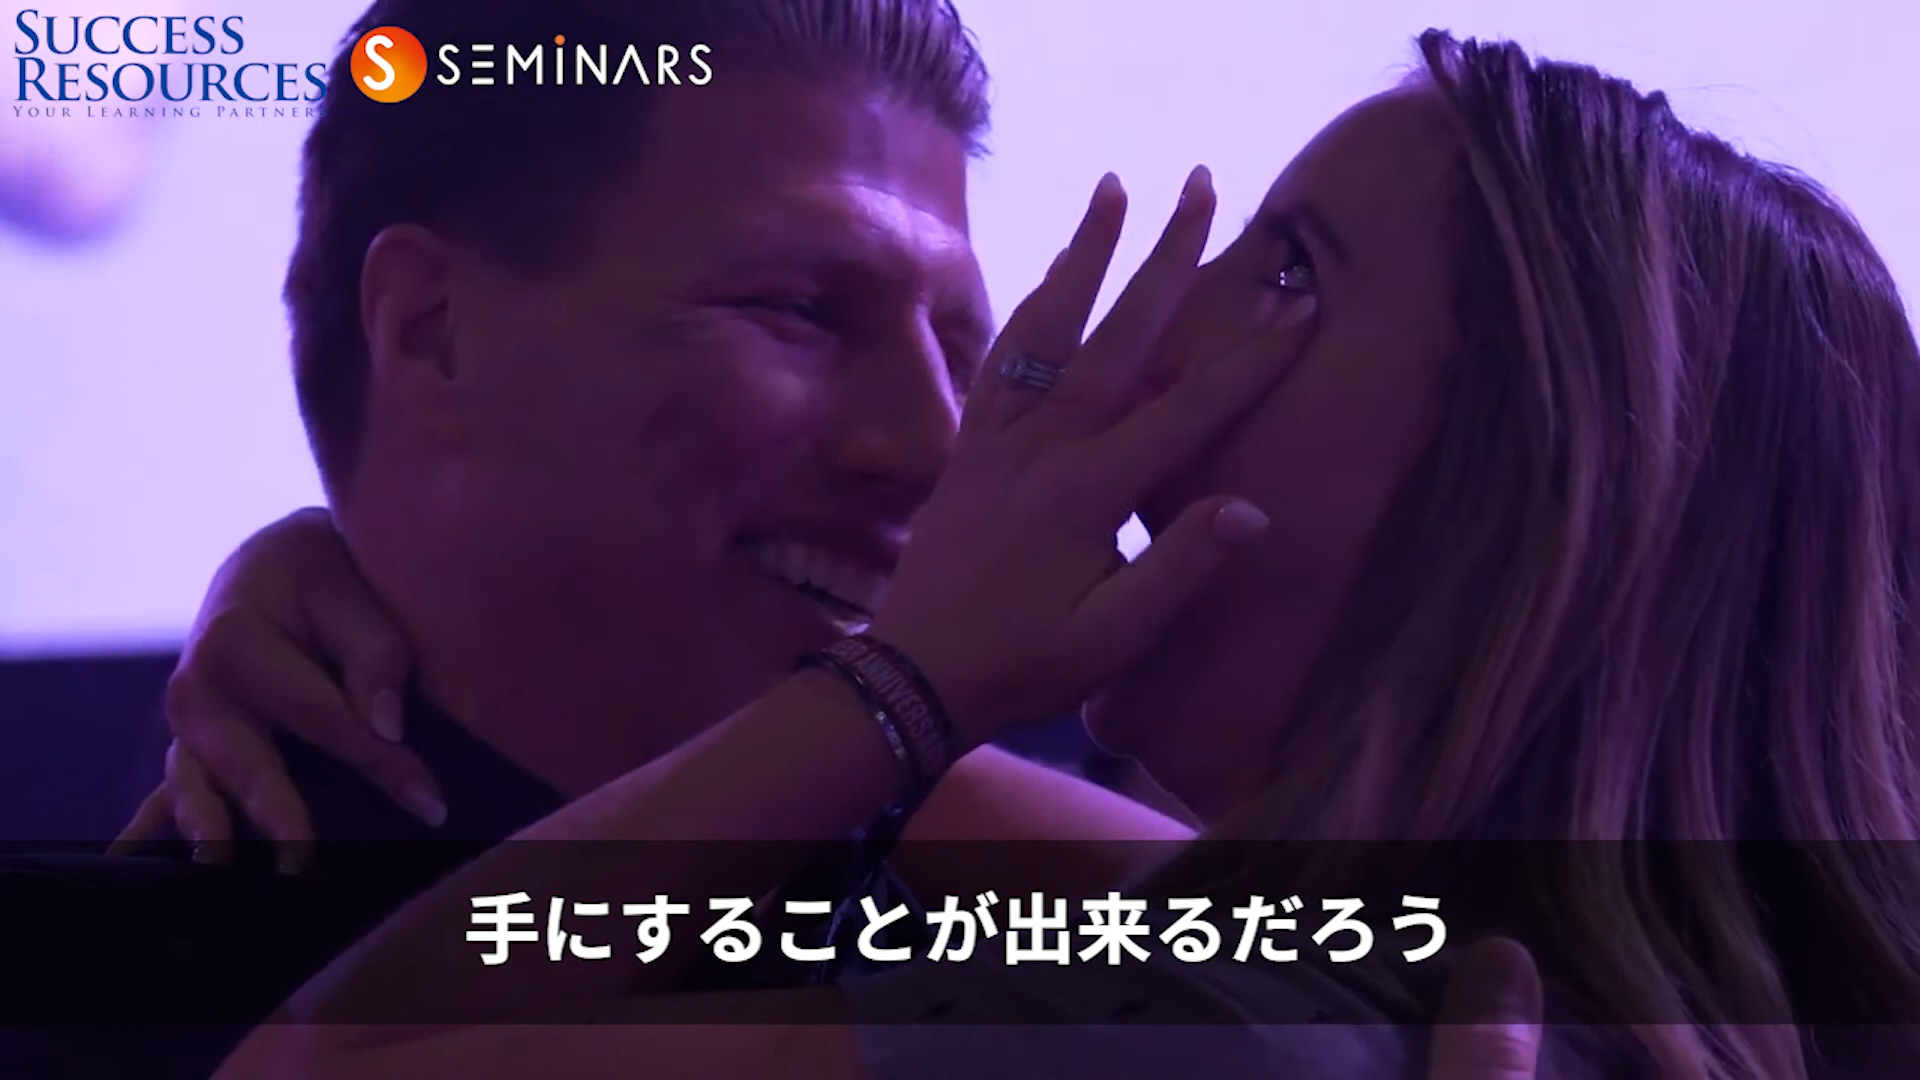 SUCCESS
RESOURCES
YOUR LEARNING PARTNERS
S SEMINARS
ANNIVERSARY
手にすることが出来るだろう